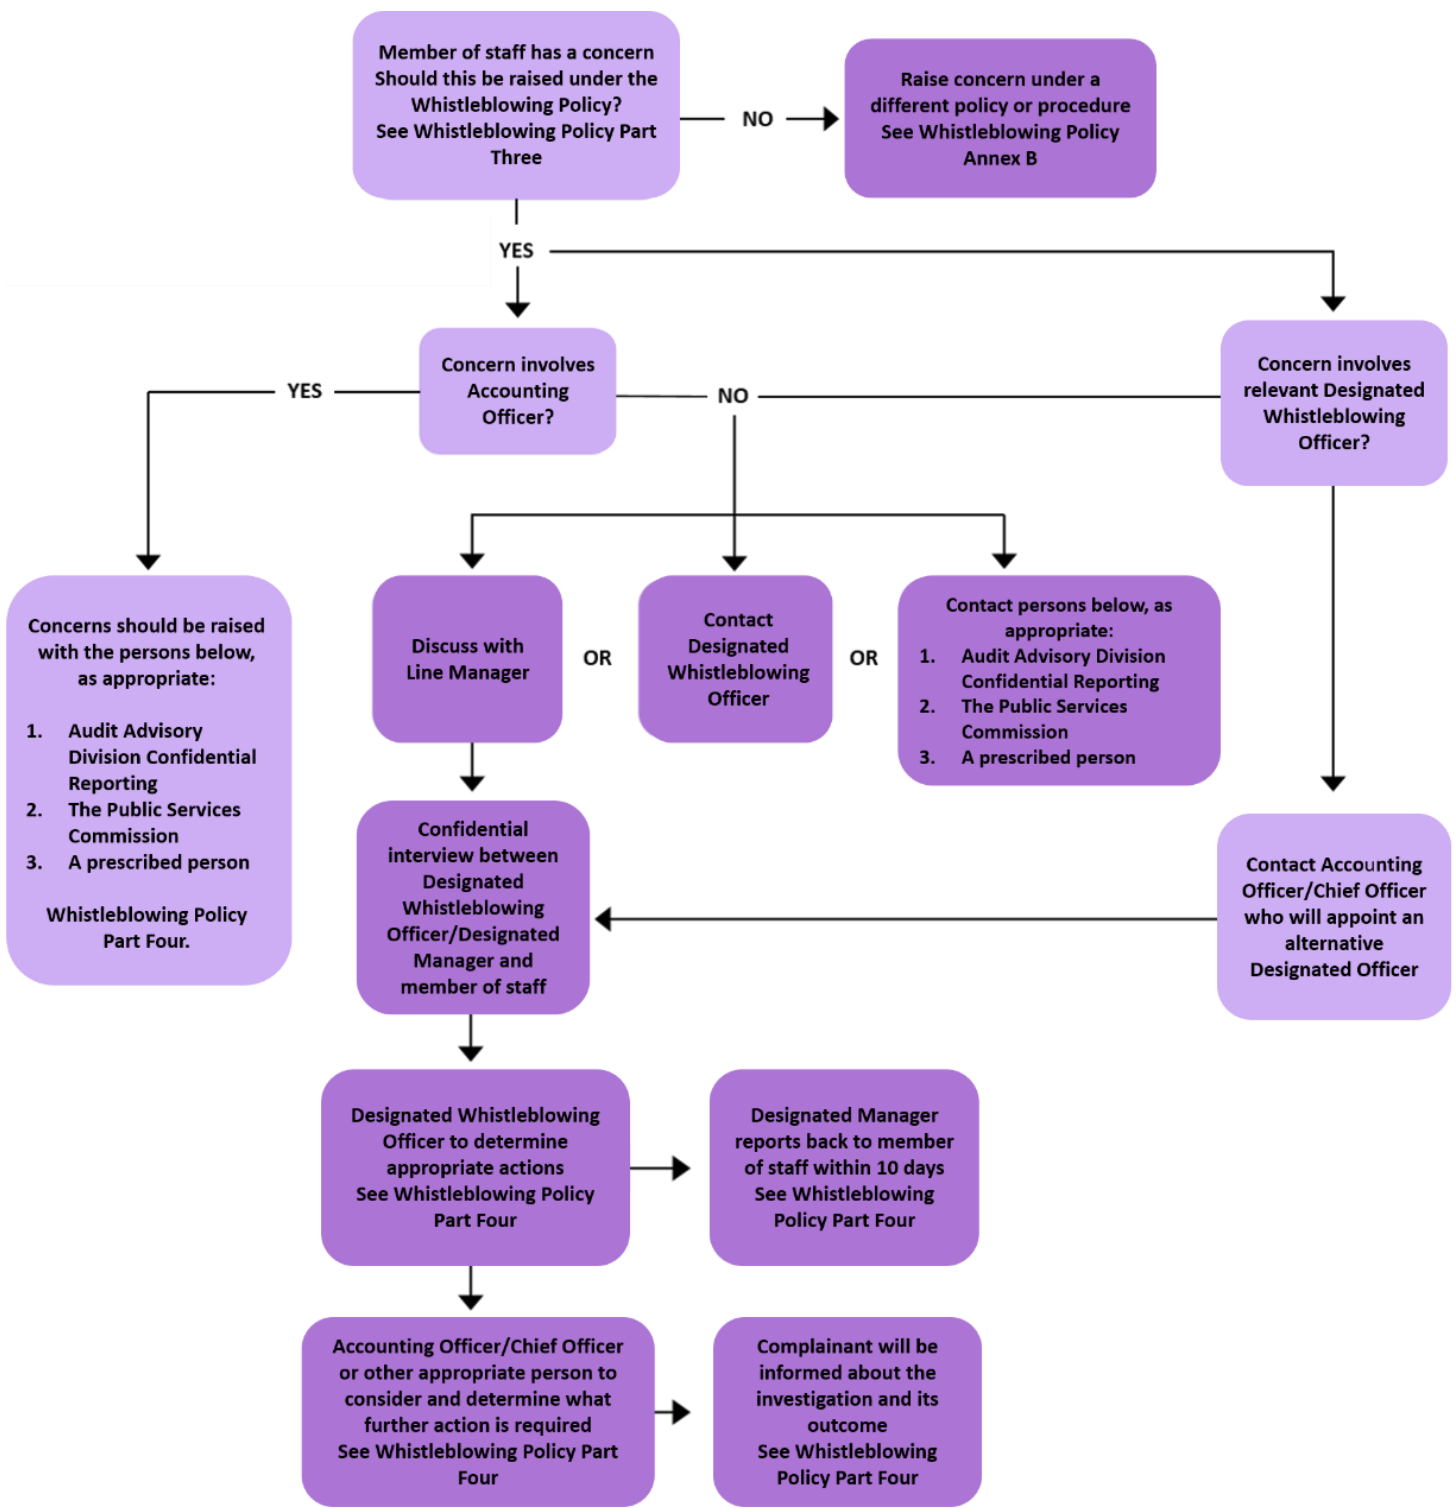 Member of staff has a concern
Should this be raised under the
Whistleblowing Policy?
See Whistleblowing Policy Part
Three
NO
Raise concern under a
different policy or procedure
See Whistleblowing Policy
Annex B
YES
Concern involves
Accounting
Officer?
YES
NO
Concern involves
relevant Designated
Whistleblowing
Officer?
Concerns should be raised
with the persons below,
as appropriate:
1. Audit Advisory
Division Confidential
Reporting
2. The Public Services
Commission
3. A prescribed person
Whistleblowing Policy
Part Four.
Discuss with
Line Manager
OR
Contact
Designated
Whistleblowing
Officer
OR
Contact persons below, as
appropriate:
1. Audit Advisory Division
Confidential Reporting
2. The Public Services
Commission
3. A prescribed person
Confidential
interview between
Designated
Whistleblowing
Officer/Designated
Manager and
member of staff
Contact Accounting
Officer/Chief Officer
who will appoint an
alternative
Designated Officer
Designated Whistleblowing
Officer to determine
appropriate actions
See Whistleblowing Policy
Part Four
Designated Manager
reports back to member
of staff within 10 days
See Whistleblowing
Policy Part Four
Accounting Officer/Chief Officer
or other appropriate person to
consider and determine what
further action is required
See Whistleblowing Policy Part
Four
Complainant will be
informed about the
investigation and its
outcome
See Whistleblowing
Policy Part Four